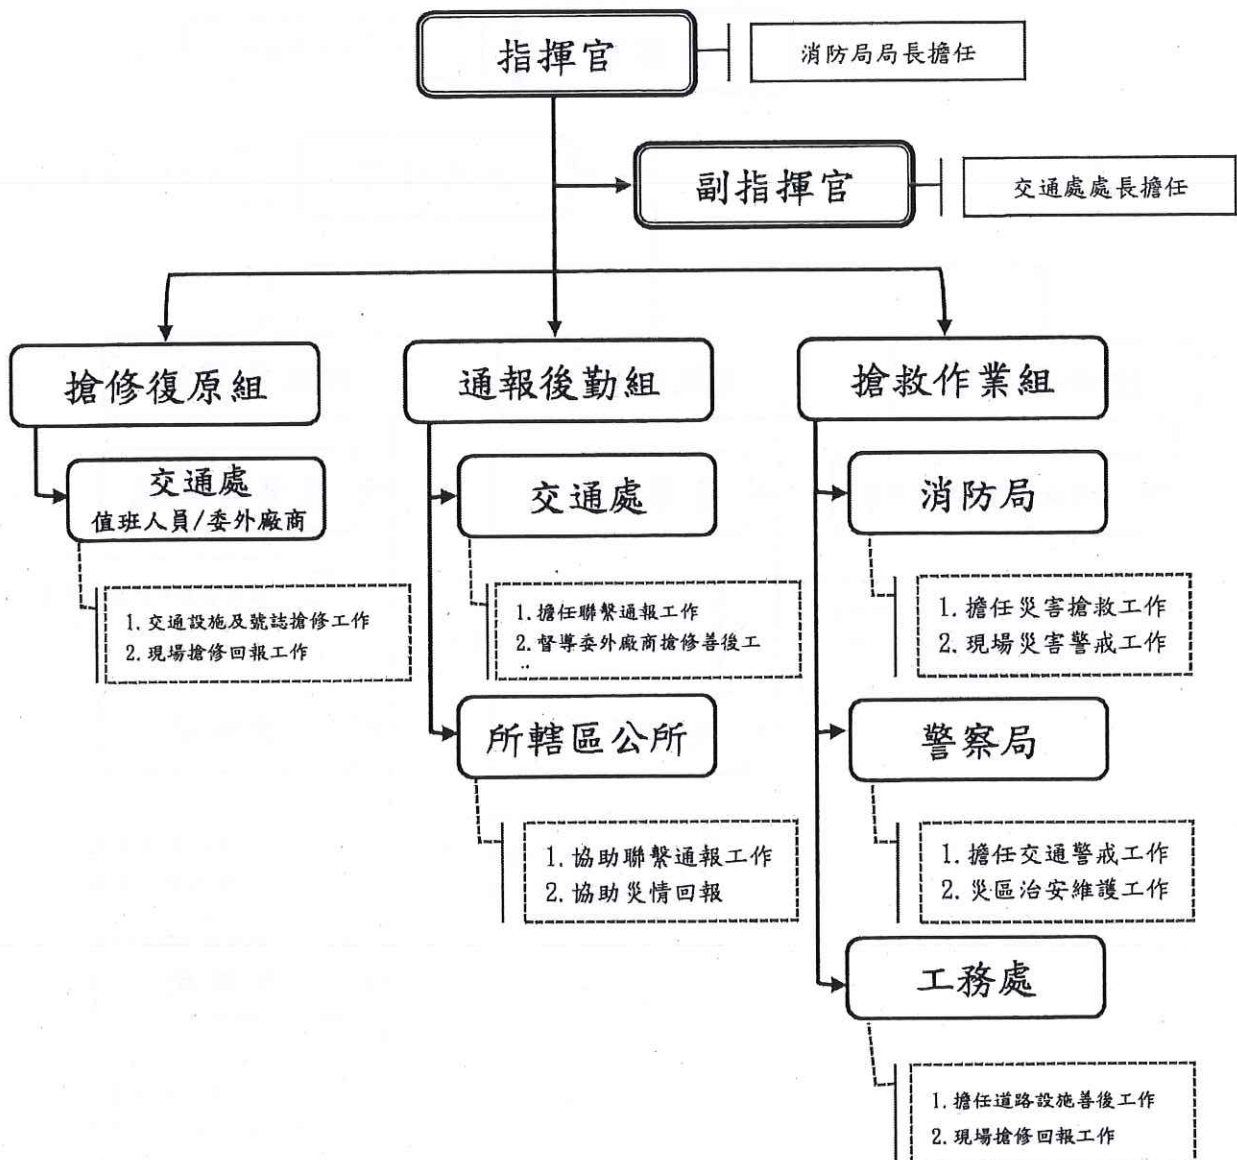 指揮官
消防局局長擔任
副指揮官
交通處處長擔任
搶修復原組
交通處
值班人員/委外廠商
1. 交通設施及號誌搶修工作
2. 現場搶修回報工作
通報後勤組
交通處
1. 擔任聯繫通報工作
2. 督導委外廠商搶修善後工
所轄區公所
1. 協助聯繫通報工作
2. 協助災情回報
搶救作業組
消防局
1. 擔任災害搶救工作
2. 現場災害警戒工作
警察局
1. 擔任交通警戒工作
2. 災區治安維護工作
工務處
1. 擔任道路設施善後工作
2. 現場搶修回報工作